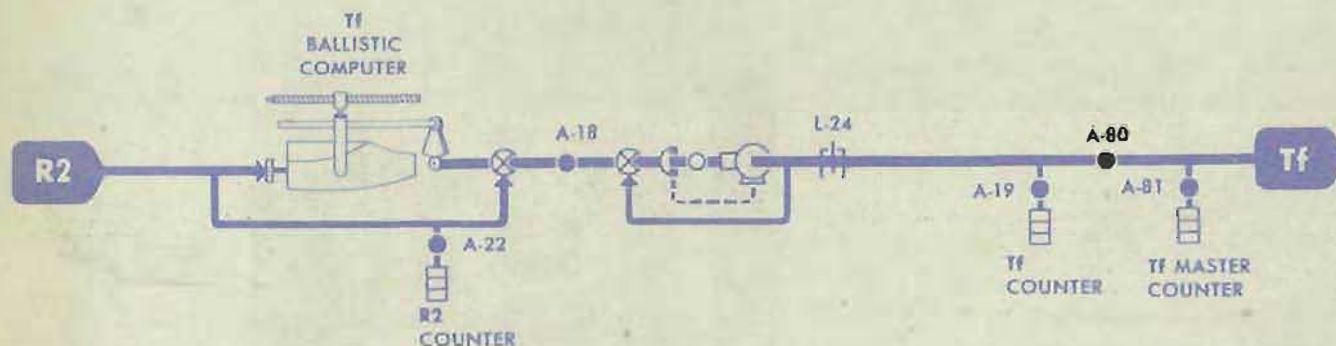 Tf
BALLISTIC
COMPUTER
R2
A-18
L-24
A-80
Tf
A-19
A-81
A-22
Tf
COUNTER
Tf MASTER
COUNTER
R2
COUNTER